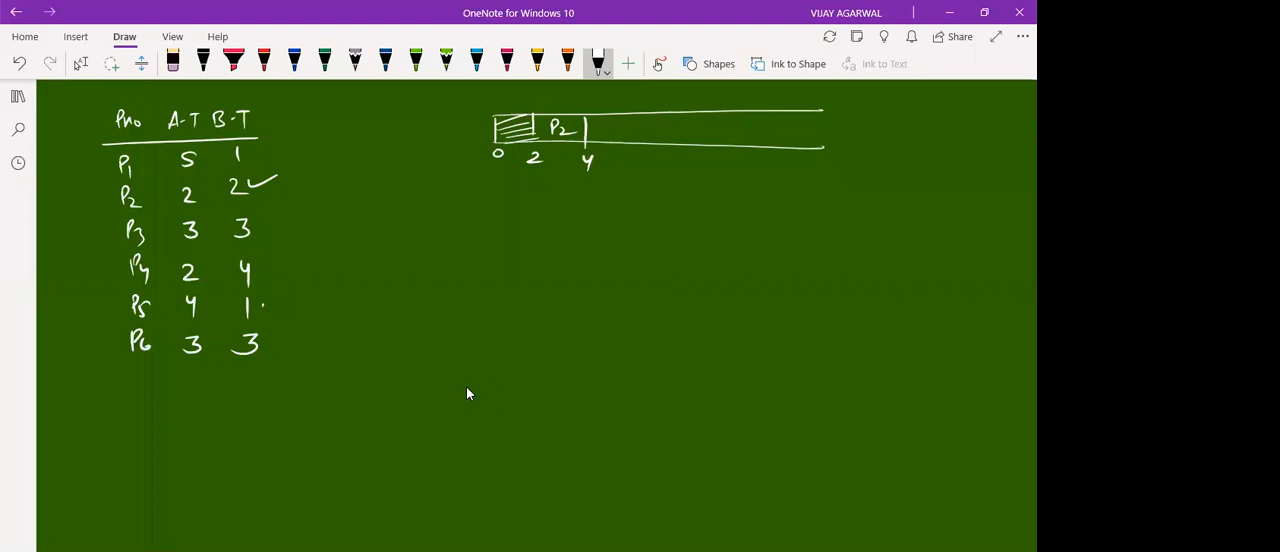 OneNote for Windows 10
VIJAY AGARWAL
Home Insert Draw View Help
Share
Shapes
Ink to Shape
Ink to Text
Pno A-T B-T
P1 5 1
P2 2 2
P3 3 3
P4 2 4
P5 4 1
P6 3 3
P2
0 2 4